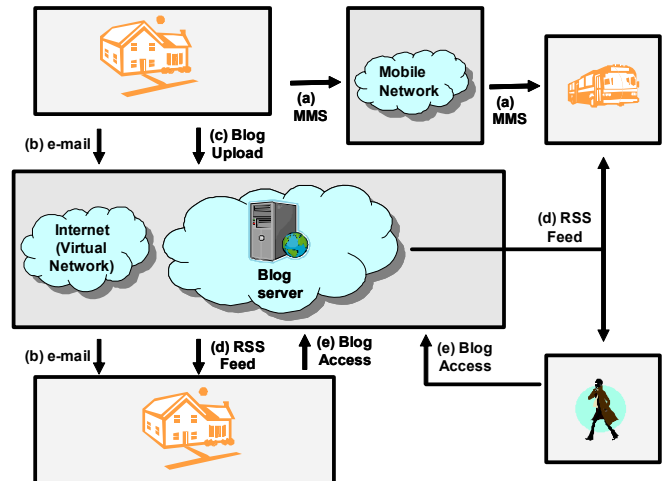 Mobile
Network
(a)
MMS
(a)
MMS
(b) e-mail
(c) Blog
Upload
Internet
(Virtual
Network)
Blog
server
(d) RSS
Feed
(b) e-mail
(d) RSS
Feed
(e) Blog
Access
(e) Blog
Access